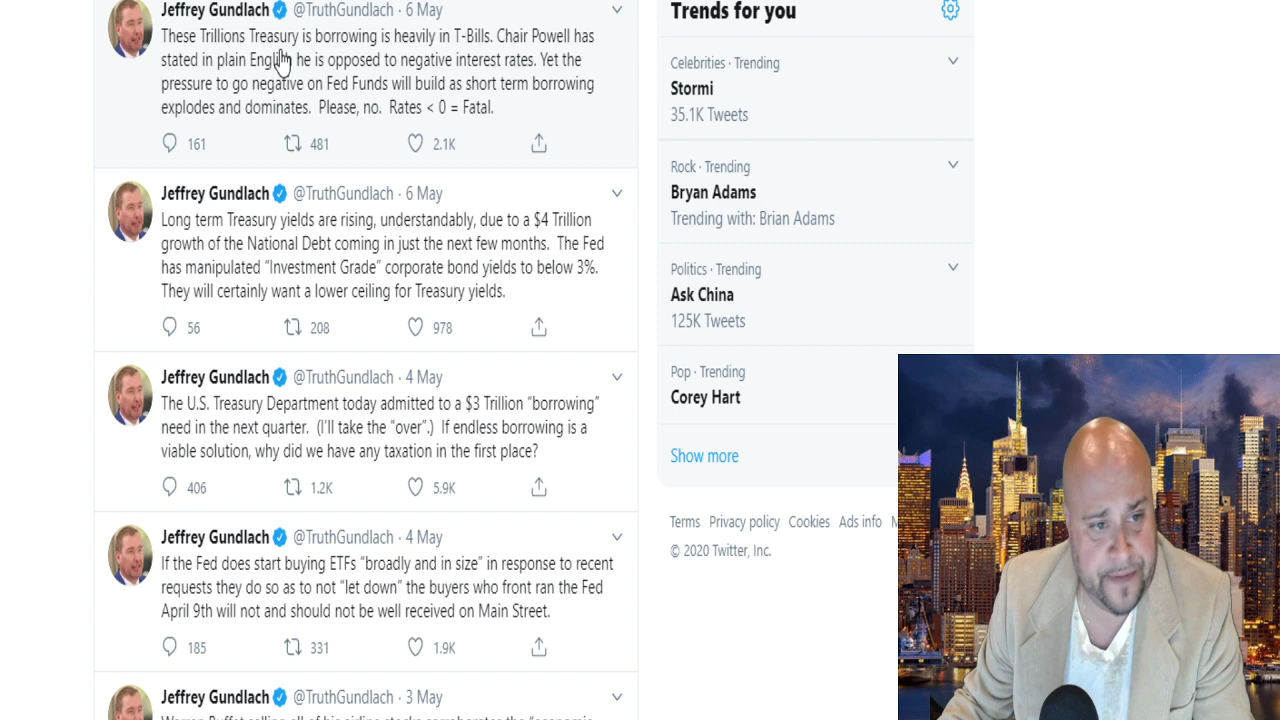 Jeffrey Gundlach @TruthGundlach · 6 May
These Trillions Treasury is borrowing is heavily in T-Bills. Chair Powell has
stated in plain English he is opposed to negative interest rates. Yet the
pressure to go negative on Fed Funds will build as short term borrowing
explodes and dominates. Please, no. Rates < 0 = Fatal.
161 481 2.1K
Jeffrey Gundlach @TruthGundlach · 6 May
Long term Treasury yields are rising, understandably, due to a $4 Trillion
growth of the National Debt coming in just the next few months. The Fed
has manipulated “Investment Grade” corporate bond yields to below 3%.
They will certainly want a lower ceiling for Treasury yields.
56 208 978
Jeffrey Gundlach @TruthGundlach · 4 May
The U.S. Treasury Department today admitted to a $3 Trillion “borrowing”
need in the next quarter. (I’ll take the “over”.) If endless borrowing is a
viable solution, why did we have any taxation in the first place?
406 1.2K 5.9K
Jeffrey Gundlach @TruthGundlach · 4 May
If the Fed does start buying ETFs “broadly and in size” in response to recent
requests they do so as to not “let down” the buyers who front ran the Fed
April 9th will not and should not be well received on Main Street.
185 331 1.9K
Jeffrey Gundlach @TruthGundlach · 3 May
Trends for you
Celebrities · Trending
Stormi
35.1K Tweets
Rock · Trending
Bryan Adams
Trending with: Brian Adams
Politics · Trending
Ask China
125K Tweets
Pop · Trending
Corey Hart
Show more
Terms Privacy policy Cookies Ads info
© 2020 Twitter, Inc.